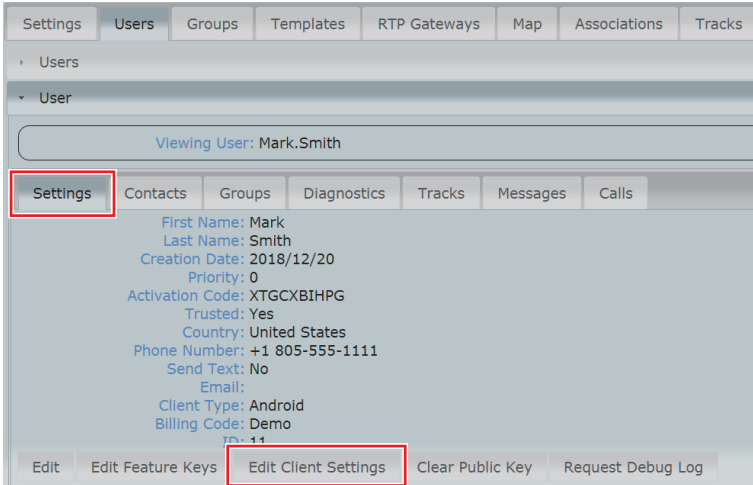 Settings Users Groups Templates RTP Gateways Map Associations Tracks
Users
User
Viewing User: Mark.Smith
Settings Contacts Groups Diagnostics Tracks Messages Calls
First Name: Mark
Last Name: Smith
Creation Date: 2018/12/20
Priority: 0
Activation Code: XTGCXBIHPG
Trusted: Yes
Country: United States
Phone Number: +1 805-555-1111
Send Text: No
Email:
Client Type: Android
Billing Code: Demo
ID: 11
Edit Edit Feature Keys Edit Client Settings Clear Public Key Request Debug Log